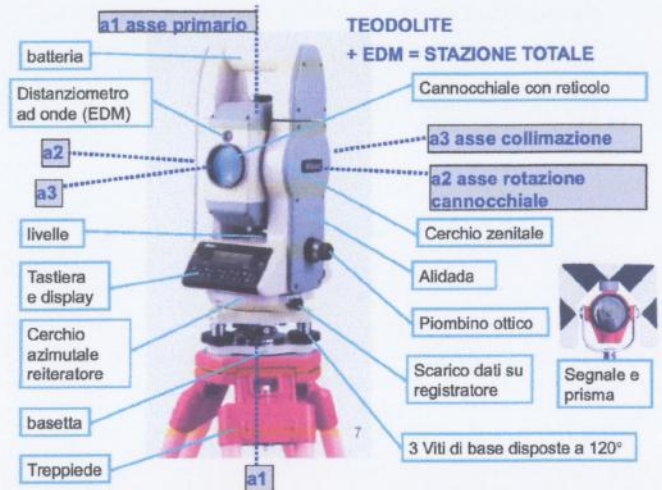 a1 asse primario
TEODOLITE
+ EDM = STAZIONE TOTALE
batteria
Distanziometro
ad onde (EDM)
Cannocchiale con reticolo
a2
a3
a3 asse collimazione
a2 asse rotazione
cannocchiale
livelle
Cerchio zenitale
Tastiera
e display
Alidada
Piombino ottico
Cerchio
azimutale
reiteratore
Scarico dati su
registratore
Segnale e
prisma
basetta
Treppiede
3 Viti di base disposte a 120°
7
a1